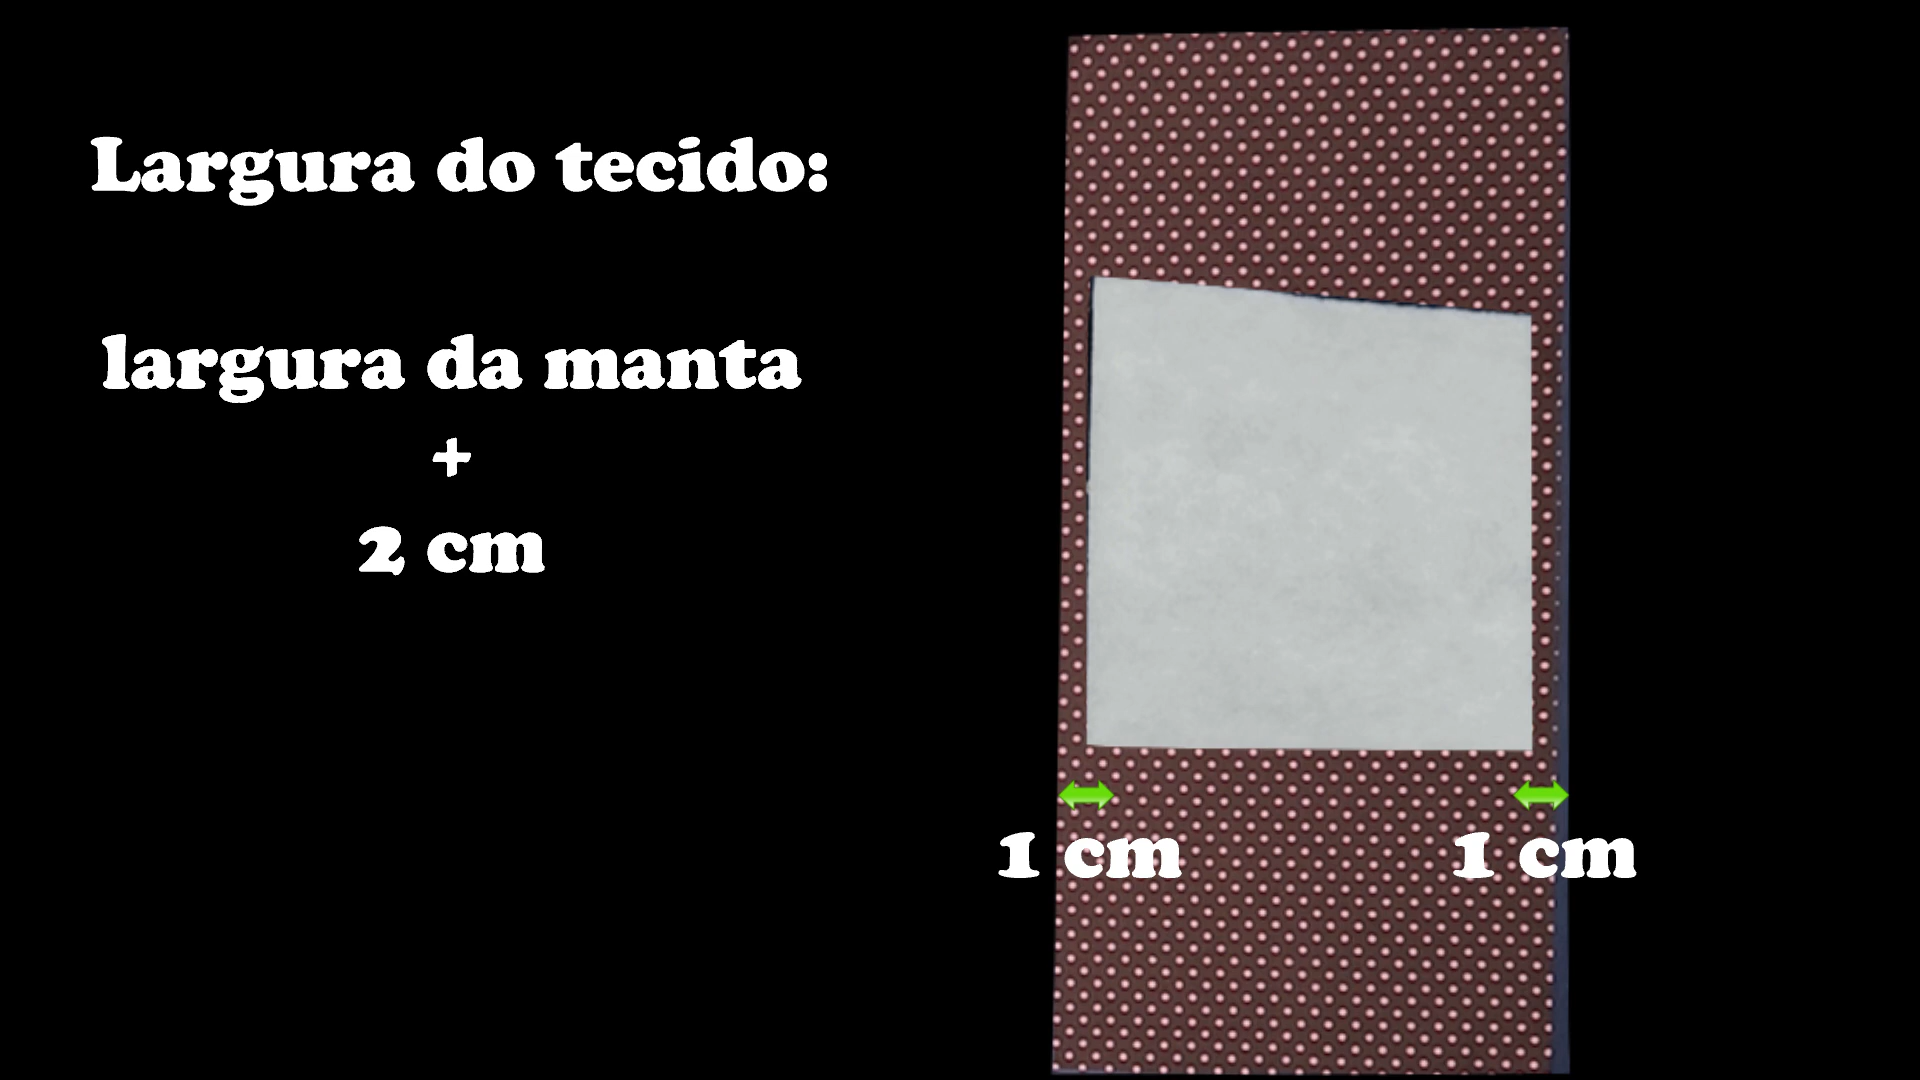 Largura do tecido:
largura da manta
+
2 cm
1 cm 1 cm